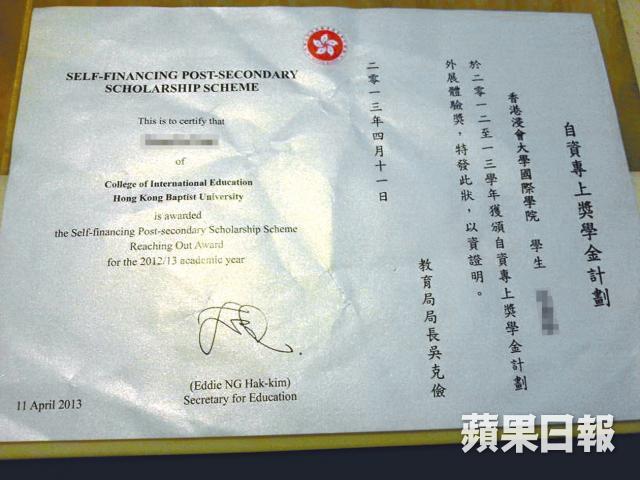 SELF-FINANCING POST-SECONDARY
SCHOLARSHIP SCHEME
This is to certify that
of
College of International Education
Hong Kong Baptist University
is awarded
the Self-financing Post-secondary Scholarship Scheme
Reaching Out Award
for the 2012/13 academic year
(Eddie NG Hak-kim)
Secretary for Education
11 April 2013
自資專上獎學金計劃
香港浸會大學國際學院 學生
於二零一二至一三學年獲頒自資專上獎學金計劃
外展體驗獎，特發此狀，以資證明。
教育局局長吳克儉
二零一三年四月十一日
蘋果日報